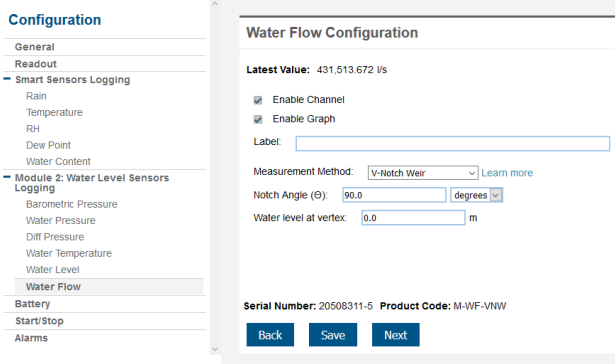 Configuration
General
Readout
Smart Sensors Logging
Rain
Temperature
RH
Dew Point
Water Content
Module 2: Water Level Sensors
Logging
Barometric Pressure
Water Pressure
Diff Pressure
Water Temperature
Water Level
Water Flow
Battery
Start/Stop
Alarms
Water Flow Configuration
Latest Value: 431,513.672 l/s
Enable Channel
Enable Graph
Label:
Measurement Method: V-Notch Weir Learn more
Notch Angle (Θ): 90.0 degrees
Water level at vertex: 0.0 m
Serial Number: 20508311-5 Product Code: M-WF-VNW
Back Save Next